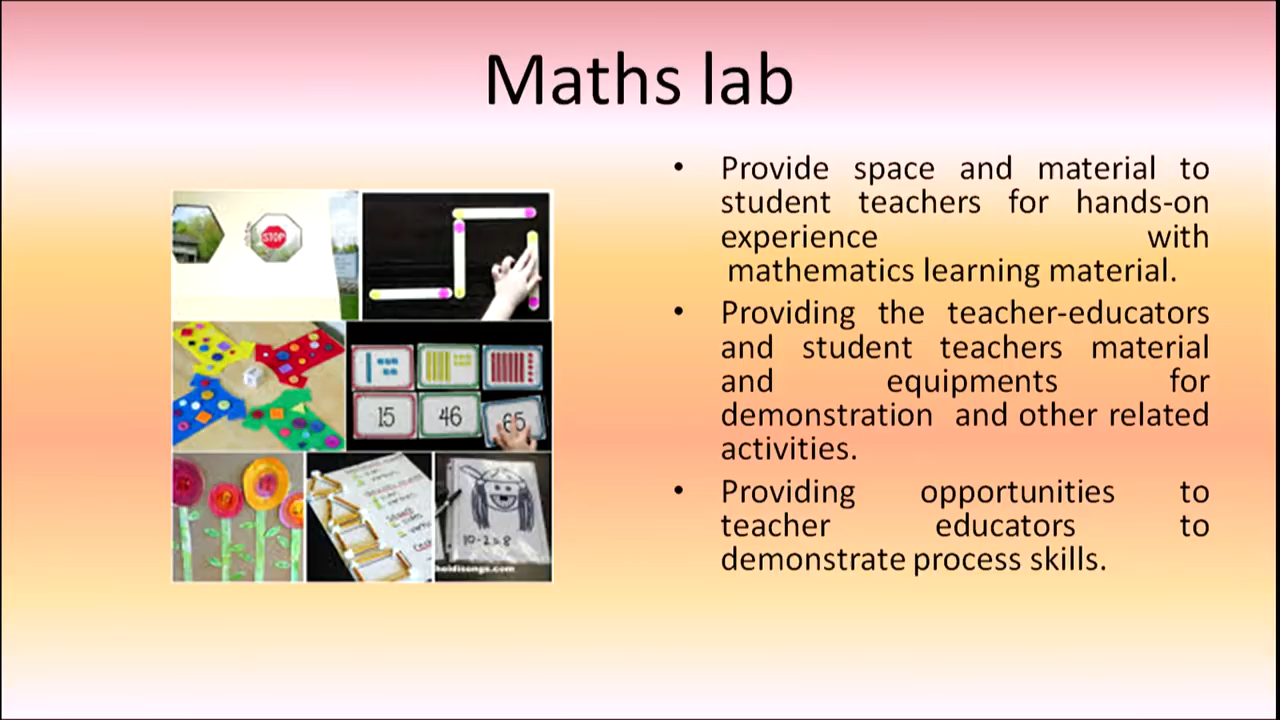 Maths lab
• Provide space and material to
student teachers for hands-on
experience with
mathematics learning material.
• Providing the teacher-educators
and student teachers material
and equipments for
demonstration and other related
activities.
• Providing opportunities to
teacher educators to
demonstrate process skills.
STOP
15
46
65
10-2=8
heidisongs.com